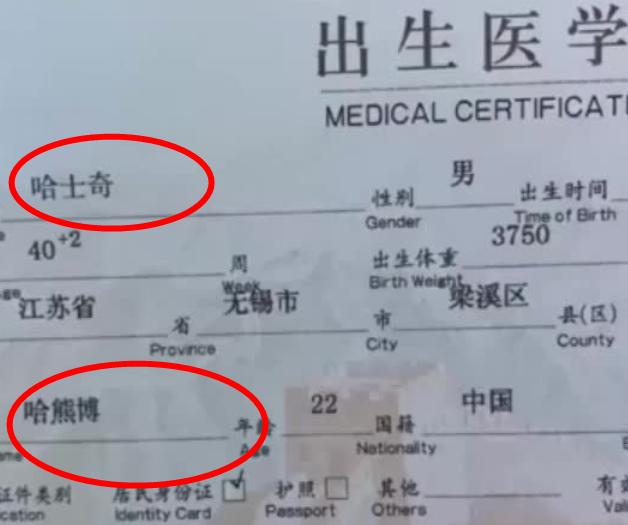 出生医学
MEDICAL CERTIFICAT
哈士奇 性别 男 出生时间
Gender Time of Birth
40+2 周 出生体重 3750
Week Birth Weight
江苏省 省 无锡市 市 梁溪区 县(区)
Province City County
哈熊博 年龄 22 国籍 中国
Age Nationality
证件类别 居民身份证 护照 其他
Identity Card Passport Others